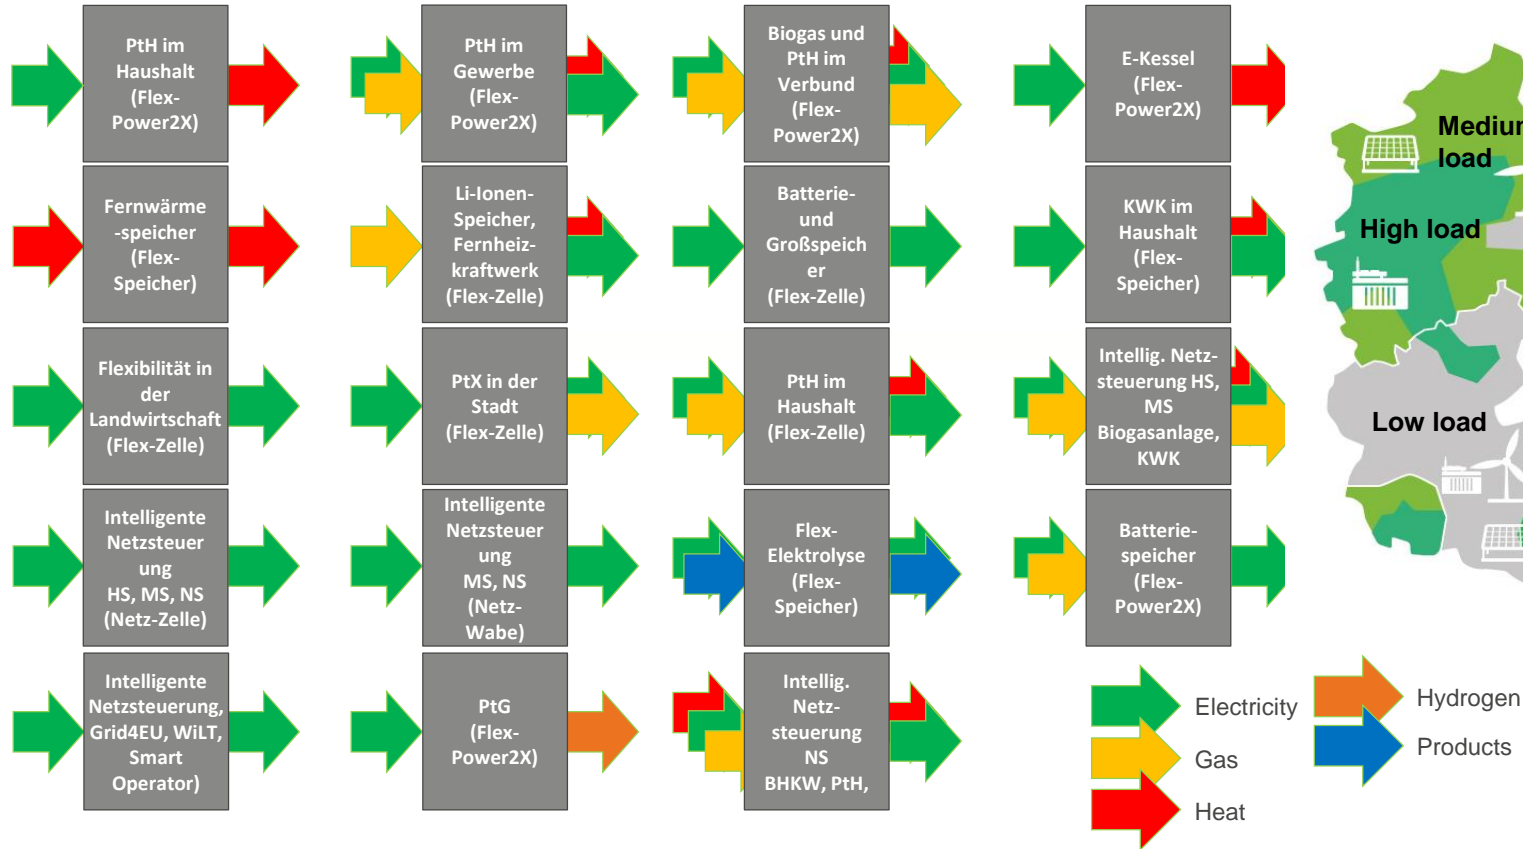 PtH im
Haushalt
(Flex-
Power2X)
PtH im
Gewerbe
(Flex-
Power2X)
Biogas und
PtH im
Verbund
(Flex-
Power2X)
E-Kessel
(Flex-
Power2X)
Fernwärme
-speicher
(Flex-
Speicher)
Li-Ionen-
Speicher,
Fernheiz-
kraftwerk
(Flex-Zelle)
Batterie-
und
Großspeich
er
(Flex-Zelle)
KWK im
Haushalt
(Flex-
Speicher)
Flexibilität in
der
Landwirtschaft
(Flex-Zelle)
PtX in der
Stadt
(Flex-Zelle)
PtH im
Haushalt
(Flex-Zelle)
Intellig. Netz-
steuerung HS,
MS
Biogasanlage,
KWK
Intelligente
Netzsteuer
ung
HS, MS, NS
(Netz-Zelle)
Intelligente
Netzsteuer
ung
MS, NS
(Netz-
Wabe)
Flex-
Elektrolyse
(Flex-
Speicher)
Batterie-
speicher
(Flex-
Power2X)
Intelligente
Netzsteuerung,
Grid4EU, WiLT,
Smart
Operator)
PtG
(Flex-
Power2X)
Intellig.
Netz-
steuerung
NS
BHKW, PtH,
Medium
load
High load
Low load
Electricity
Gas
Heat
Hydrogen
Products